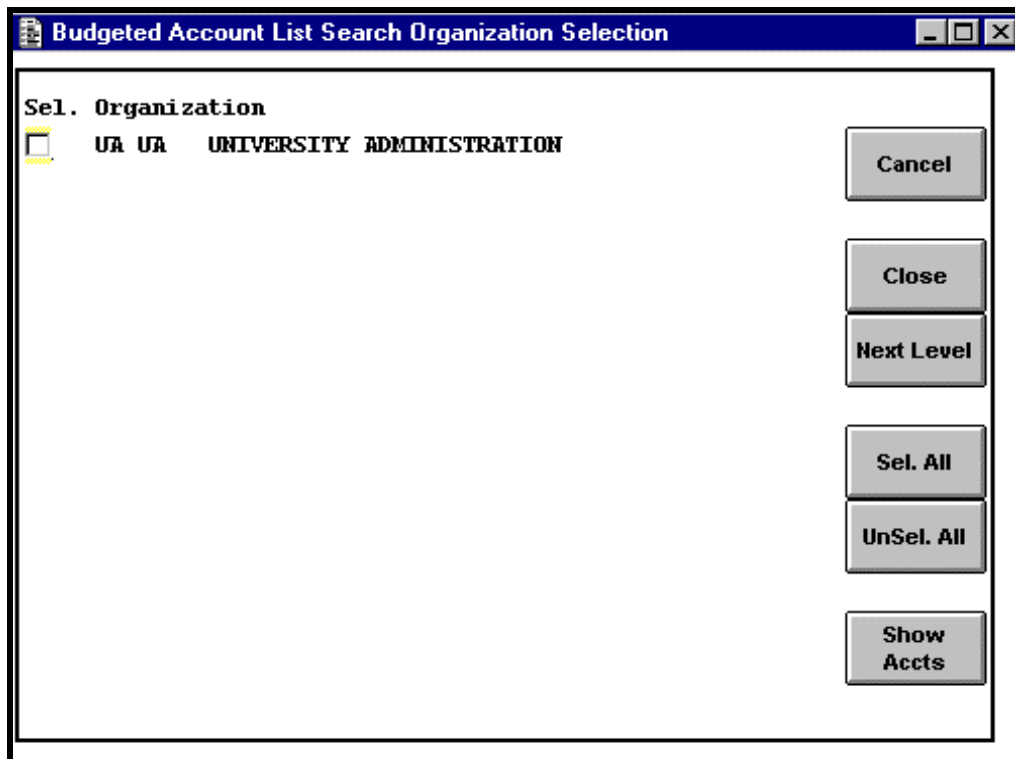 Budgeted Account List Search Organization Selection
Sel. Organization
UA UA UNIVERSITY ADMINISTRATION
Cancel
Close
Next Level
Sel. All
UnSel. All
Show
Accts